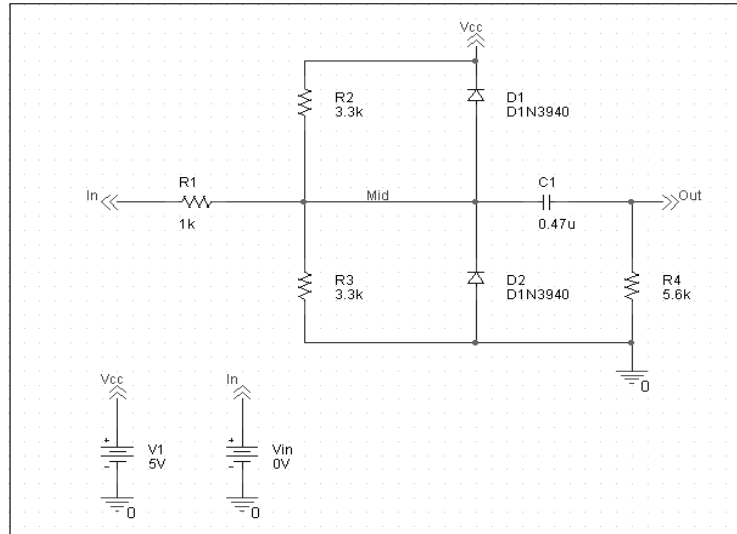 Vcc
R2
3.3k
D1
D1N3940
In
R1
1k
Mid
C1
0.47u
Out
R3
3.3k
D2
D1N3940
R4
5.6k
0
Vcc
In
+
-
V1
5V
0
+
-
Vin
0V
0